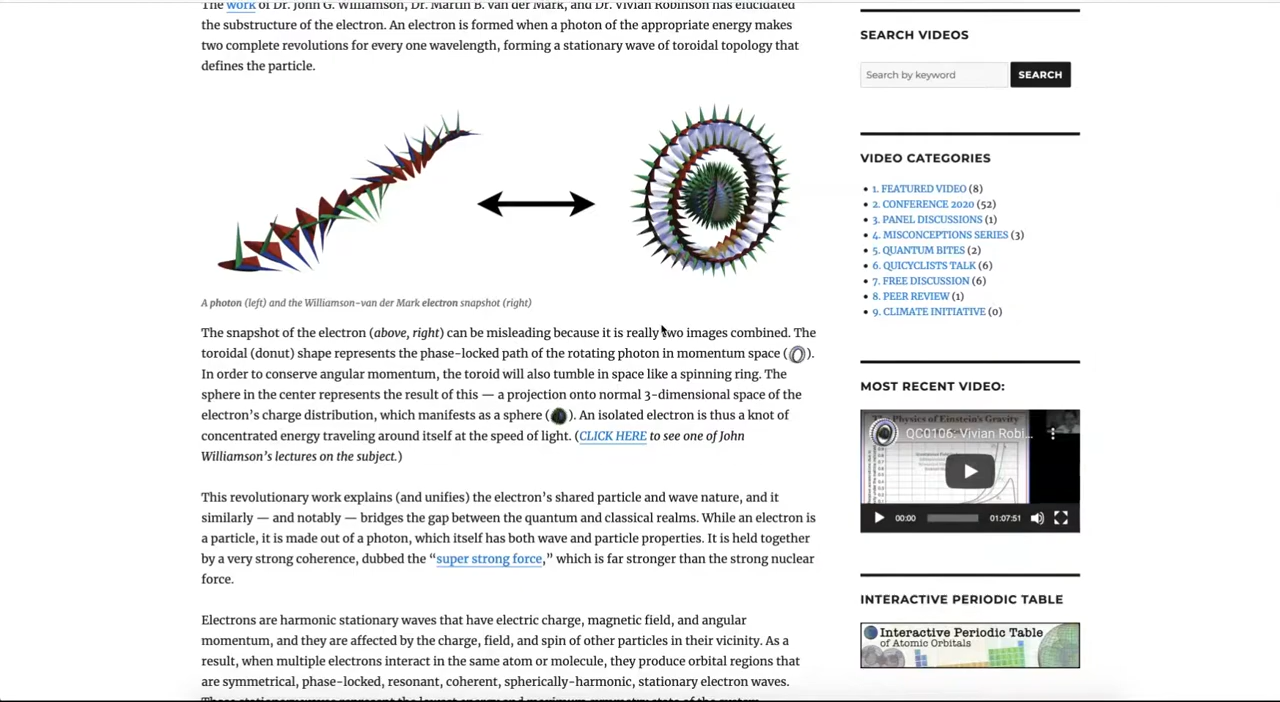 The work of Dr. John G. Williamson, Dr. Martin B. van der Mark, and Dr. Vivian Robinson has elucidated
the substructure of the electron. An electron is formed when a photon of the appropriate energy makes
two complete revolutions for every one wavelength, forming a stationary wave of toroidal topology that
defines the particle.
A photon (left) and the Williamson-van der Mark electron snapshot (right)
The snapshot of the electron (above, right) can be misleading because it is really two images combined. The
toroidal (donut) shape represents the phase-locked path of the rotating photon in momentum space ( ).
In order to conserve angular momentum, the toroid will also tumble in space like a spinning ring. The
sphere in the center represents the result of this — a projection onto normal 3-dimensional space of the
electron's charge distribution, which manifests as a sphere ( ). An isolated electron is thus a knot of
concentrated energy traveling around itself at the speed of light. (CLICK HERE to see one of John
Williamson's lectures on the subject.)
This revolutionary work explains (and unifies) the electron's shared particle and wave nature, and it
similarly — and notably — bridges the gap between the quantum and classical realms. While an electron is
a particle, it is made out of a photon, which itself has both wave and particle properties. It is held together
by a very strong coherence, dubbed the "super strong force," which is far stronger than the strong nuclear
force.
Electrons are harmonic stationary waves that have electric charge, magnetic field, and angular
momentum, and they are affected by the charge, field, and spin of other particles in their vicinity. As a
result, when multiple electrons interact in the same atom or molecule, they produce orbital regions that
are symmetrical, phase-locked, resonant, coherent, spherically-harmonic, stationary electron waves.
SEARCH VIDEOS
Search by keyword
SEARCH
VIDEO CATEGORIES
1. FEATURED VIDEO (8)
2. CONFERENCE 2020 (52)
3. PANEL DISCUSSIONS (1)
4. MISCONCEPTIONS SERIES (3)
5. QUANTUM BITES (2)
6. QUICYCLISTS TALK (6)
7. FREE DISCUSSION (6)
8. PEER REVIEW (1)
9. CLIMATE INITIATIVE (0)
MOST RECENT VIDEO:
The Physics of Einstein's Gravity
QC0106: Vivian Robi...
00:00
01:07:51
INTERACTIVE PERIODIC TABLE
Interactive Periodic Table
of Atomic Orbitals